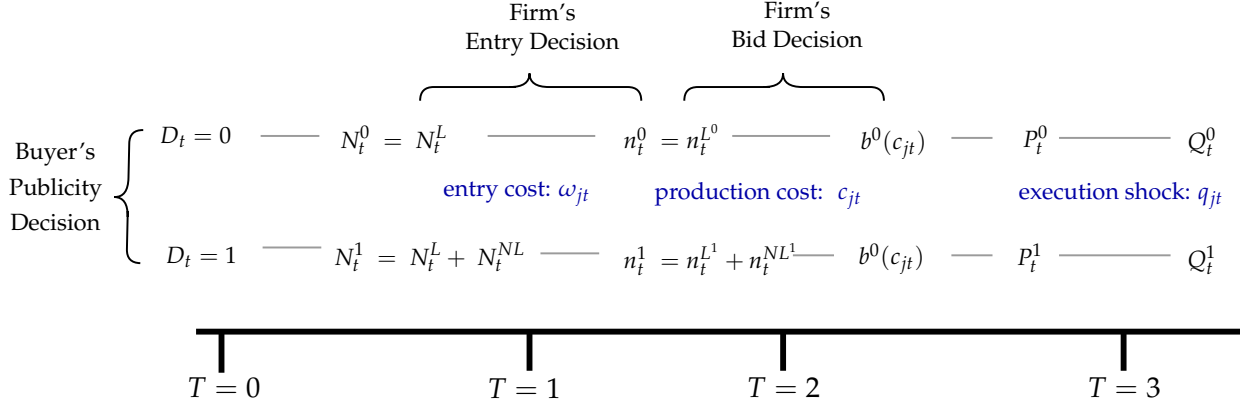 Firm's
Entry Decision
Firm's
Bid Decision
Buyer's
Publicity
Decision
D_t = 0 N_t^0 = N_t^L n_t^0 = n_t^{L^0} b^0(c_{jt}) P_t^0 Q_t^0
entry cost: ω_{jt} production cost: c_{jt} execution shock: q_{jt}
D_t = 1 N_t^1 = N_t^L + N_t^{NL} n_t^1 = n_t^{L^1} + n_t^{NL^1} b^0(c_{jt}) P_t^1 Q_t^1
T = 0 T = 1 T = 2 T = 3